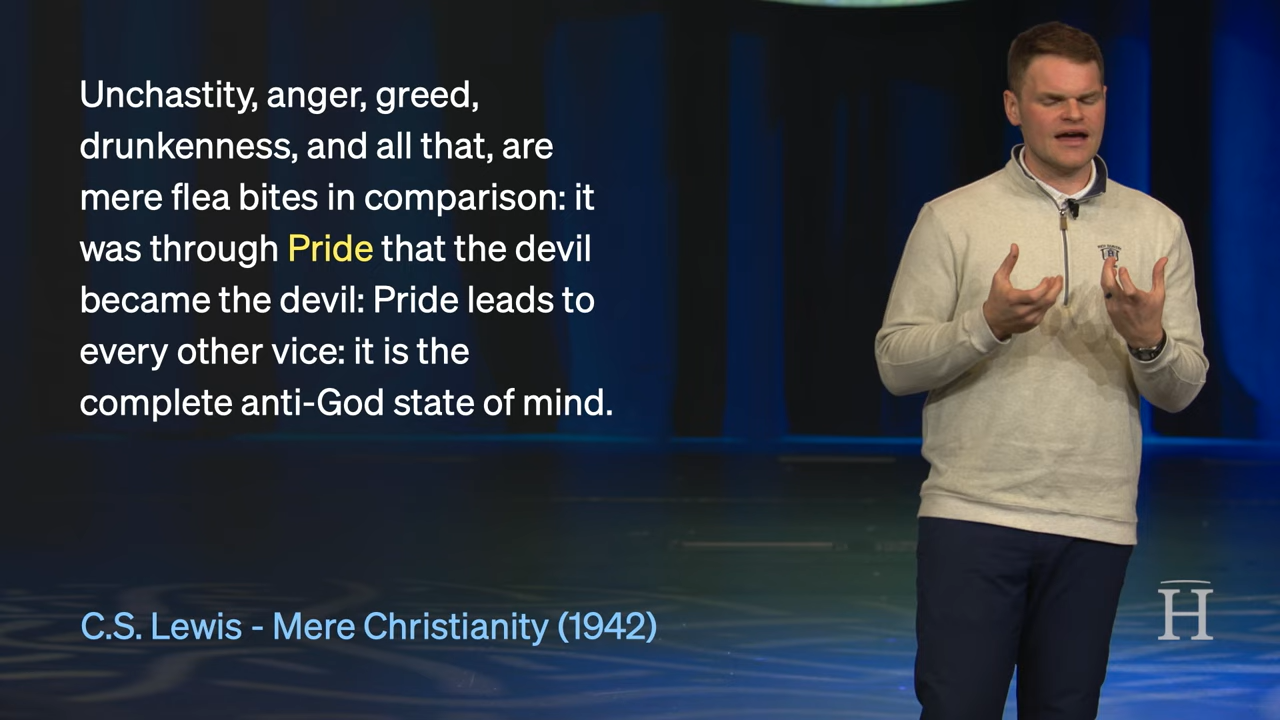 Unchastity, anger, greed,
drunkenness, and all that, are
mere flea bites in comparison: it
was through Pride that the devil
became the devil: Pride leads to
every other vice: it is the
complete anti-God state of mind.
C.S. Lewis - Mere Christianity (1942)
H